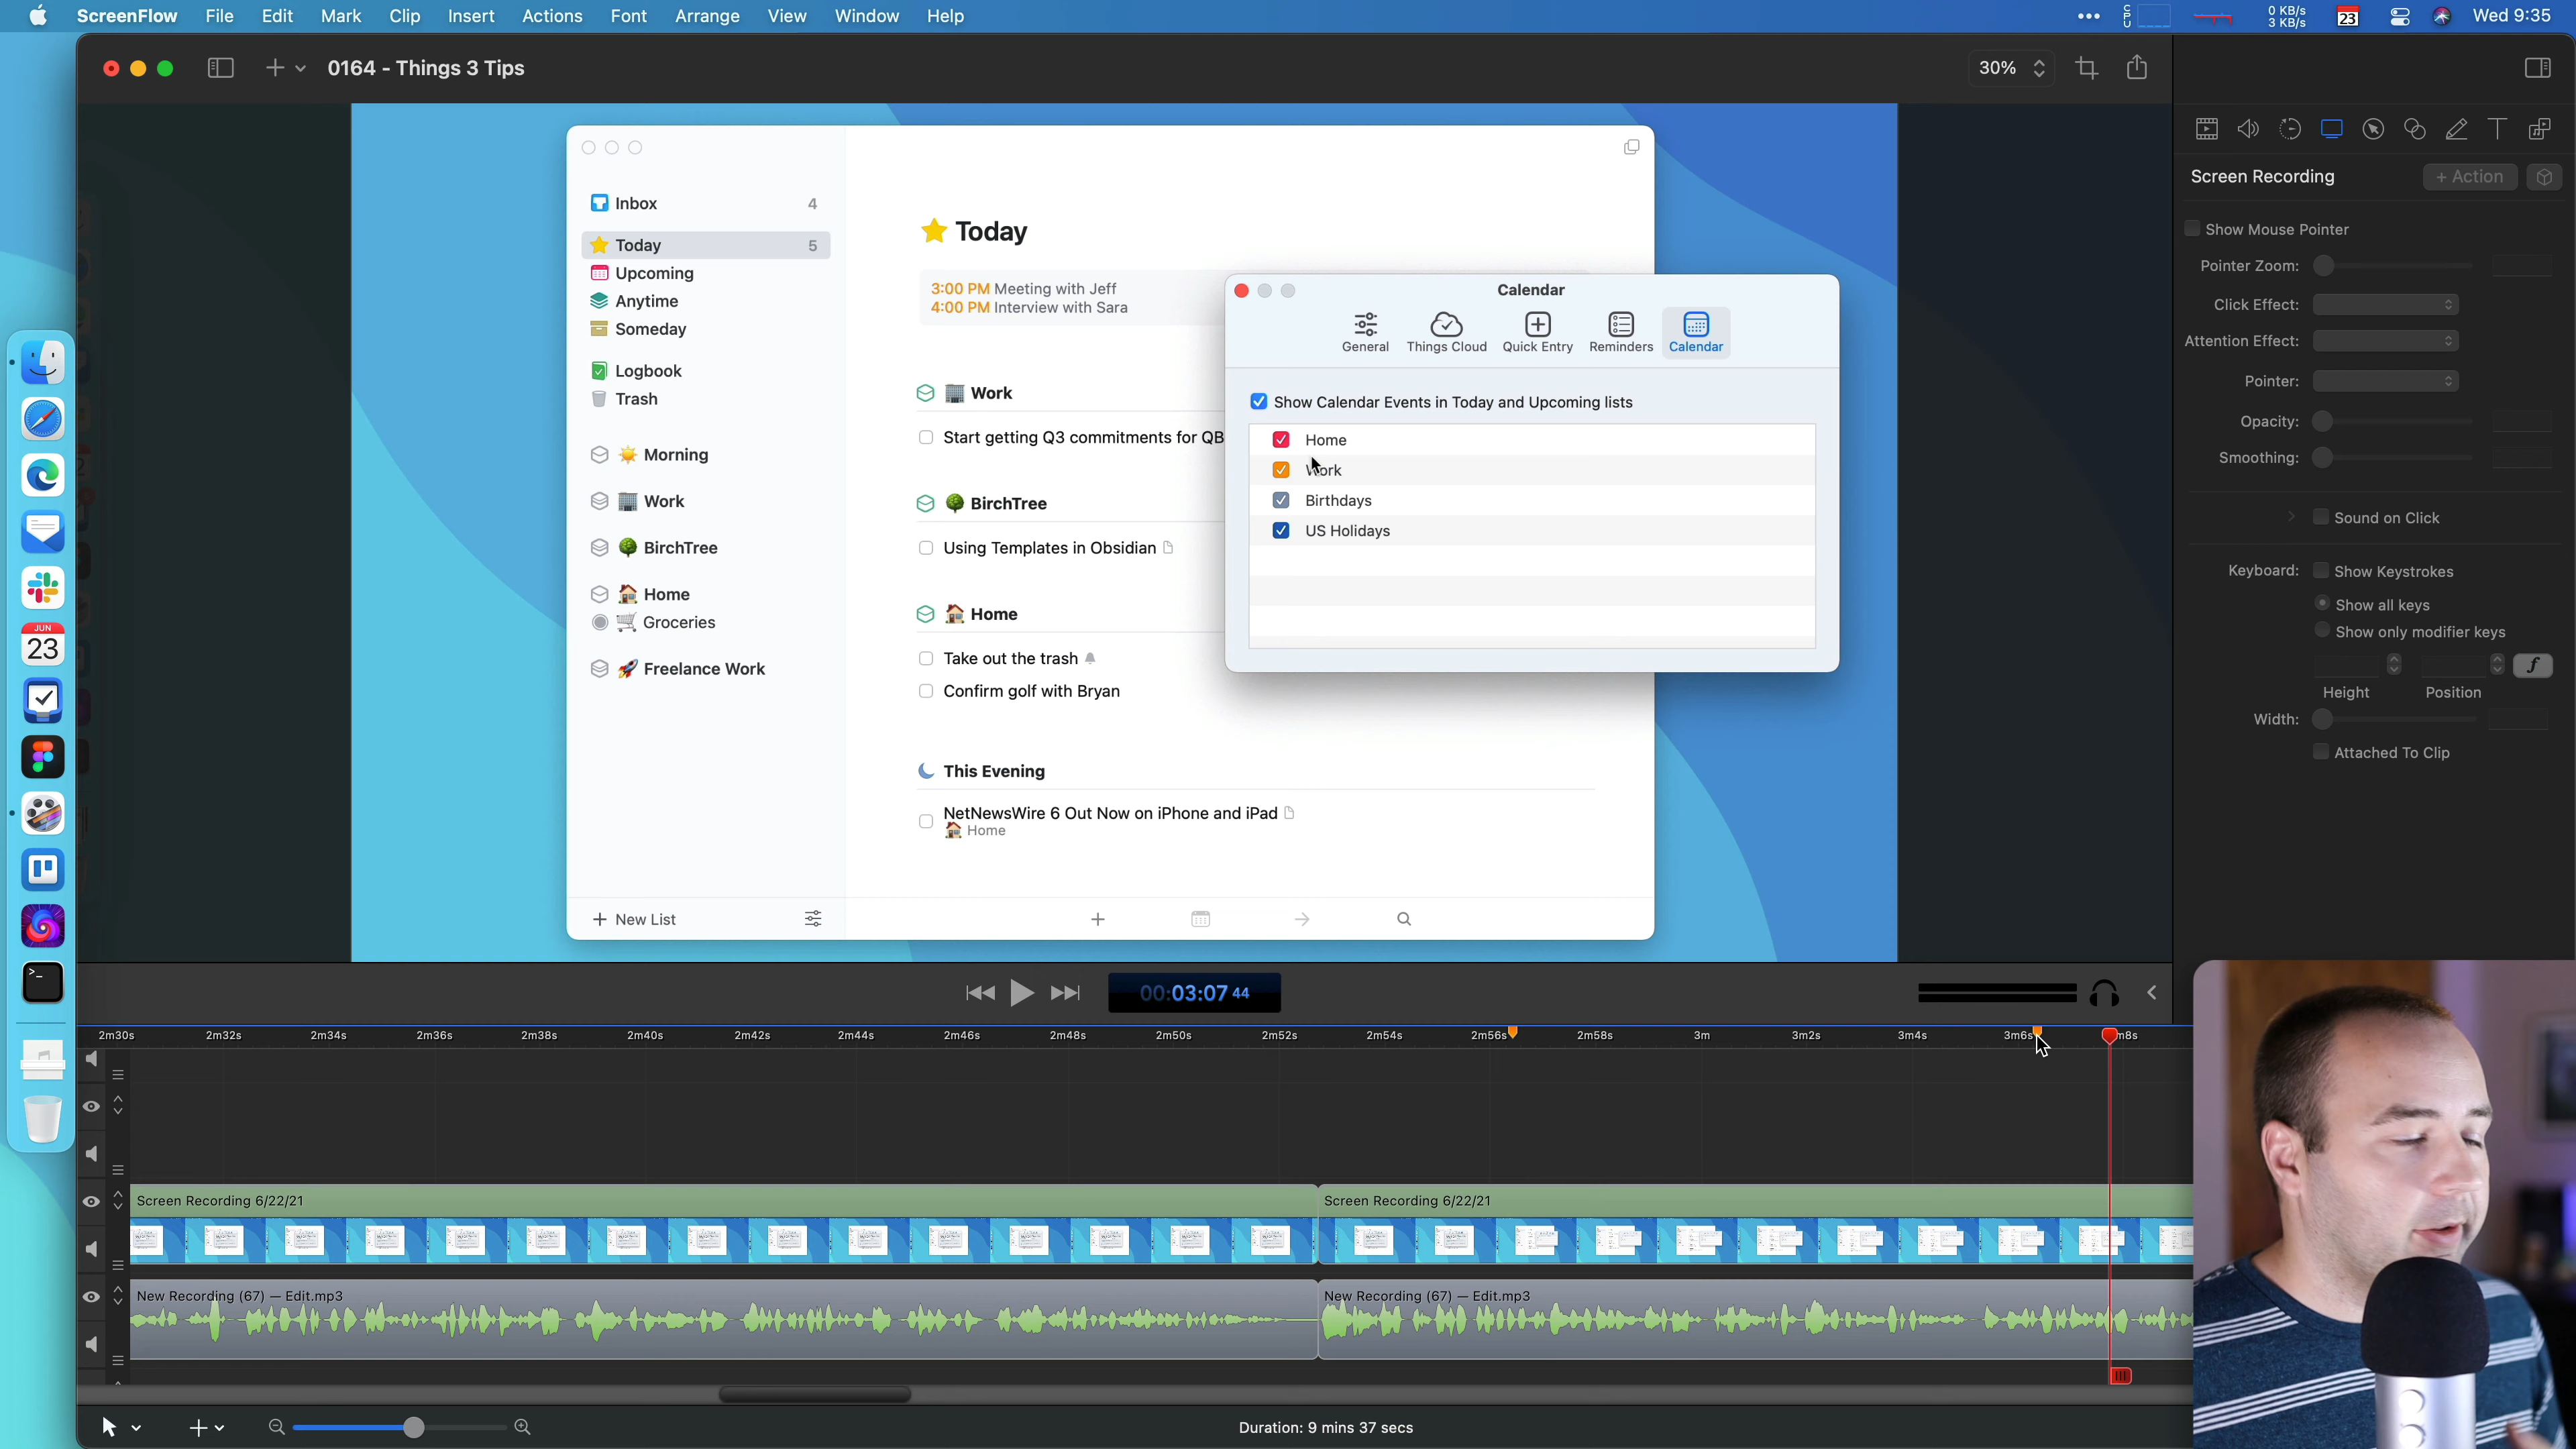 ScreenFlow File Edit Mark Clip Insert Actions Font Arrange View Window Help
CPU 0 KB/s
3 KB/s
23 Wed 9:35
0164 - Things 3 Tips
30%
Inbox 4
Today 5
Upcoming
Anytime
Someday
Logbook
Trash
Morning
Work
BirchTree
Home
Groceries
Freelance Work
New List
Today
3:00 PM Meeting with Jeff
4:00 PM Interview with Sara
Work
Start getting Q3 commitments for QB
BirchTree
Using Templates in Obsidian
Home
Take out the trash
Confirm golf with Bryan
This Evening
NetNewsWire 6 Out Now on iPhone and iPad
Home
Calendar
General Things Cloud Quick Entry Reminders Calendar
Show Calendar Events in Today and Upcoming lists
Home
Work
Birthdays
US Holidays
JUN
23
Screen Recording + Action
Show Mouse Pointer
Pointer Zoom:
Click Effect:
Attention Effect:
Pointer:
Opacity:
Smoothing:
Sound on Click
Keyboard: Show Keystrokes
Show all keys
Show only modifier keys
f
Height Position
Width:
Attached To Clip
00:03:07 44
2m30s 2m32s 2m34s 2m36s 2m38s 2m40s 2m42s 2m44s 2m46s 2m48s 2m50s 2m52s 2m54s 2m56s 2m58s 3m 3m2s 3m4s 3m6s m8s
Screen Recording 6/22/21 Screen Recording 6/22/21
New Recording (67) — Edit.mp3 New Recording (67) — Edit.mp3
Duration: 9 mins 37 secs